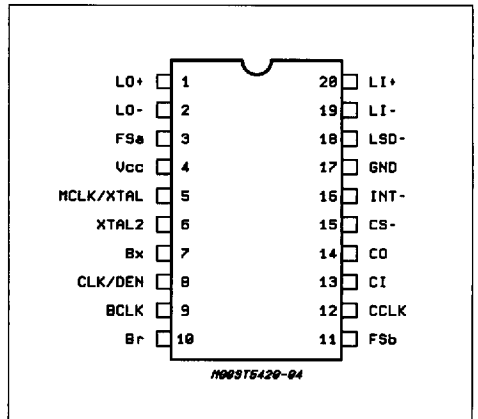 LO+ 1 20 LI+
LO- 2 19 LI-
FSa 3 18 LSD-
Vcc 4 17 GND
MCLK/XTAL 5 16 INT-
XTAL2 6 15 CS-
Bx 7 14 CO
CLK/DEN 8 13 CI
BCLK 9 12 CCLK
Br 10 11 FSb
M00ST5420-04